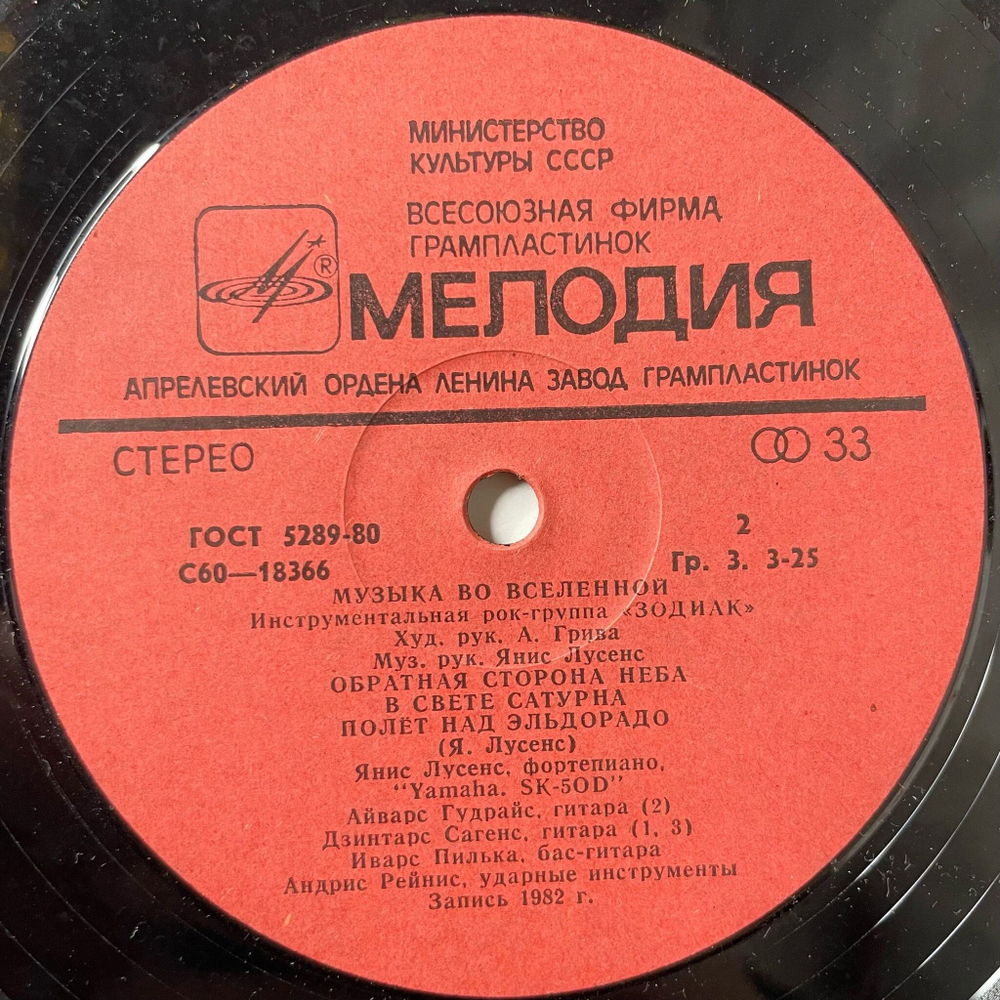 МИНИСТЕРСТВО
КУЛЬТУРЫ СССР
ВСЕСОЮЗНАЯ ФИРМА
ГРАМПЛАСТИНОК
®
МЕЛОДИЯ
АПРЕЛЕВСКИЙ ОРДЕНА ЛЕНИНА ЗАВОД ГРАМПЛАСТИНОК
СТЕРЕО
33
ГОСТ 5289-80
2
С60—18366
Гр. 3. 3-25
МУЗЫКА ВО ВСЕЛЕННОЙ
Инструментальная рок-группа «ЗОДИАК»
Худ. рук. А. Грива
Муз. рук. Янис Лусенс
ОБРАТНАЯ СТОРОНА НЕБА
В СВЕТЕ САТУРНА
ПОЛЁТ НАД ЭЛЬДОРАДО
(Я. Лусенс)
Янис Лусенс, фортепиано,
“Yamaha. SK-50D”
Айварс Гудрайс, гитара (2)
Дзинтарс Сагенс, гитара (1, 3)
Иварс Пилька, бас-гитара
Андрис Рейнис, ударные инструменты
Запись 1982 г.